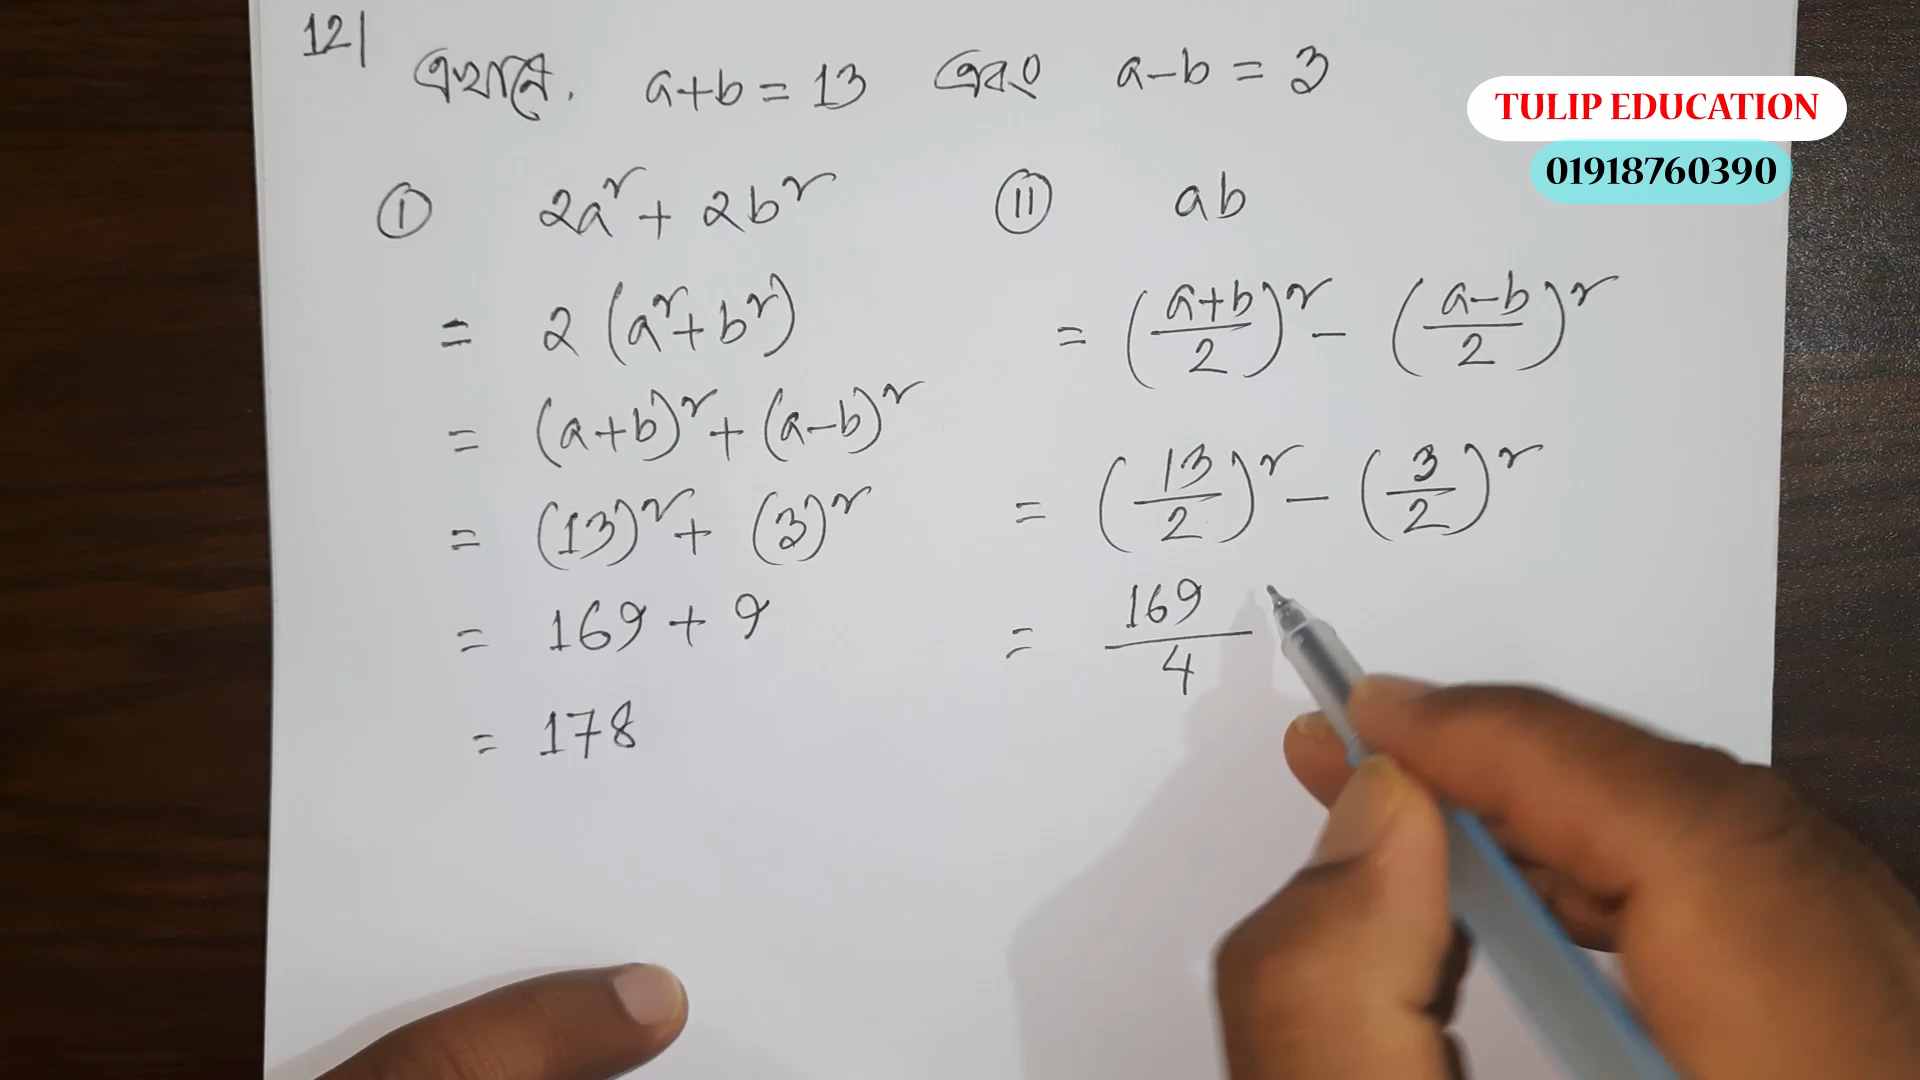 12|
এখানে, a+b = 13 এবং a-b = 3
TULIP EDUCATION
01918760390
(i) 2a² + 2b²
= 2 (a² + b²)
= (a+b)² + (a-b)²
= (13)² + (3)²
= 169 + 9
= 178
(ii) ab
= ((a+b)/2)² - ((a-b)/2)²
= (13/2)² - (3/2)²
= 169/4